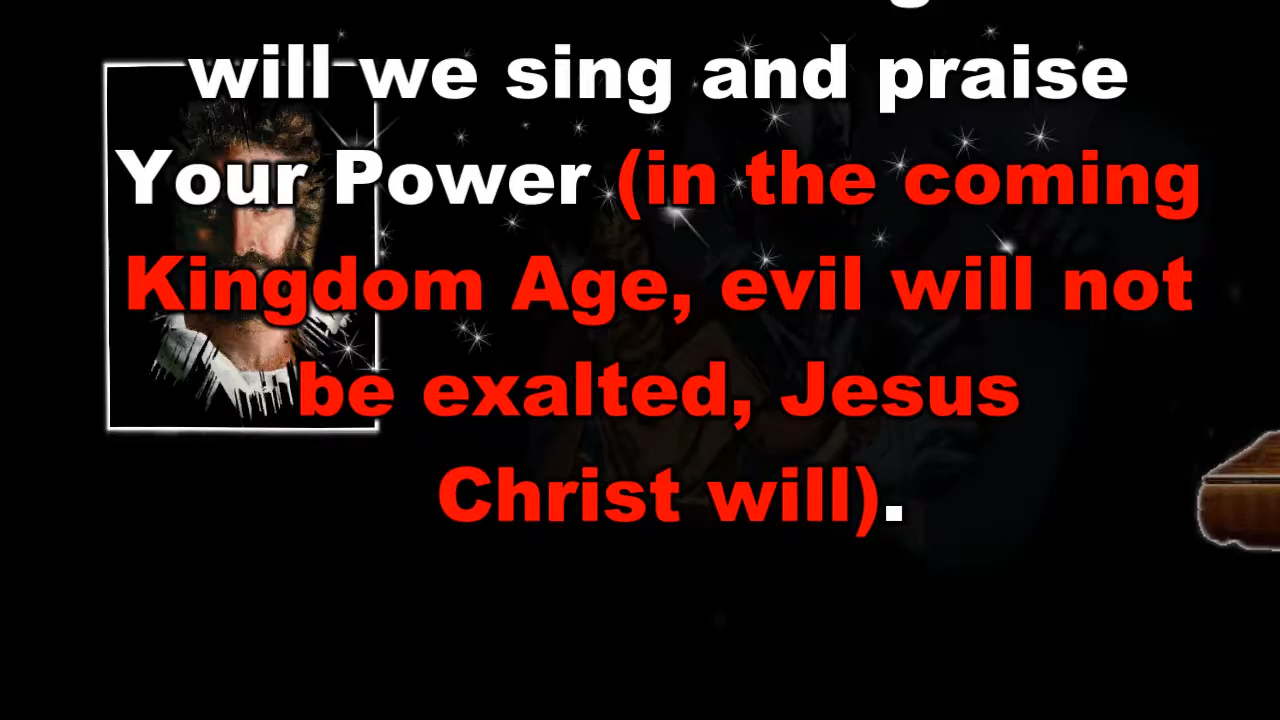 will we sing and praise
Your Power (in the coming
Kingdom Age, evil will not
be exalted, Jesus
Christ will).